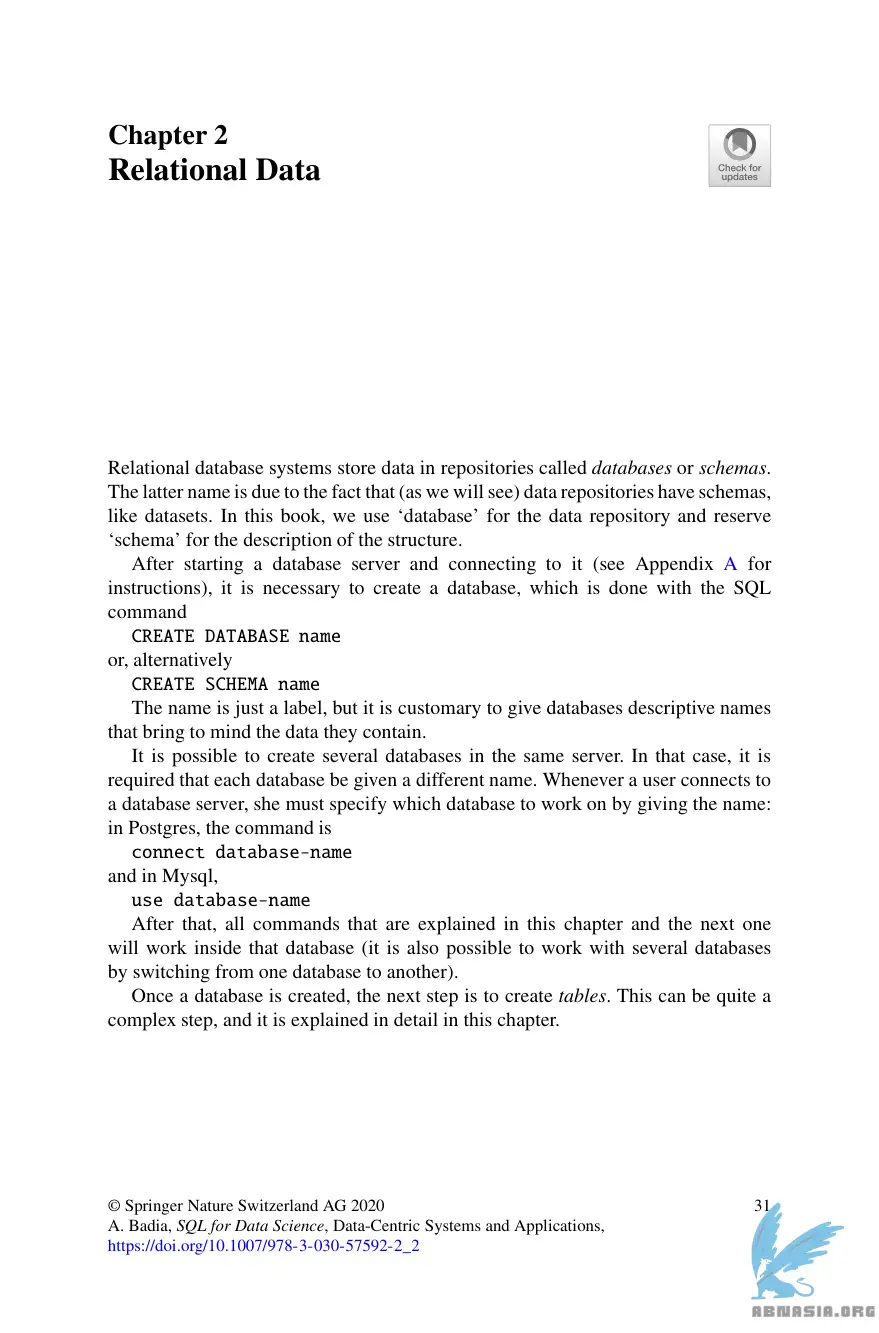 Chapter 2
Relational Data
Check for
updates
Relational database systems store data in repositories called databases or schemas.
The latter name is due to the fact that (as we will see) data repositories have schemas,
like datasets. In this book, we use ‘database’ for the data repository and reserve
‘schema’ for the description of the structure.
After starting a database server and connecting to it (see Appendix A for
instructions), it is necessary to create a database, which is done with the SQL
command
CREATE DATABASE name
or, alternatively
CREATE SCHEMA name
The name is just a label, but it is customary to give databases descriptive names
that bring to mind the data they contain.
It is possible to create several databases in the same server. In that case, it is
required that each database be given a different name. Whenever a user connects to
a database server, she must specify which database to work on by giving the name:
in Postgres, the command is
connect database-name
and in Mysql,
use database-name
After that, all commands that are explained in this chapter and the next one
will work inside that database (it is also possible to work with several databases
by switching from one database to another).
Once a database is created, the next step is to create tables. This can be quite a
complex step, and it is explained in detail in this chapter.
© Springer Nature Switzerland AG 2020 31
A. Badia, SQL for Data Science, Data-Centric Systems and Applications,
https://doi.org/10.1007/978-3-030-57592-2_2
ABNASIA.ORG